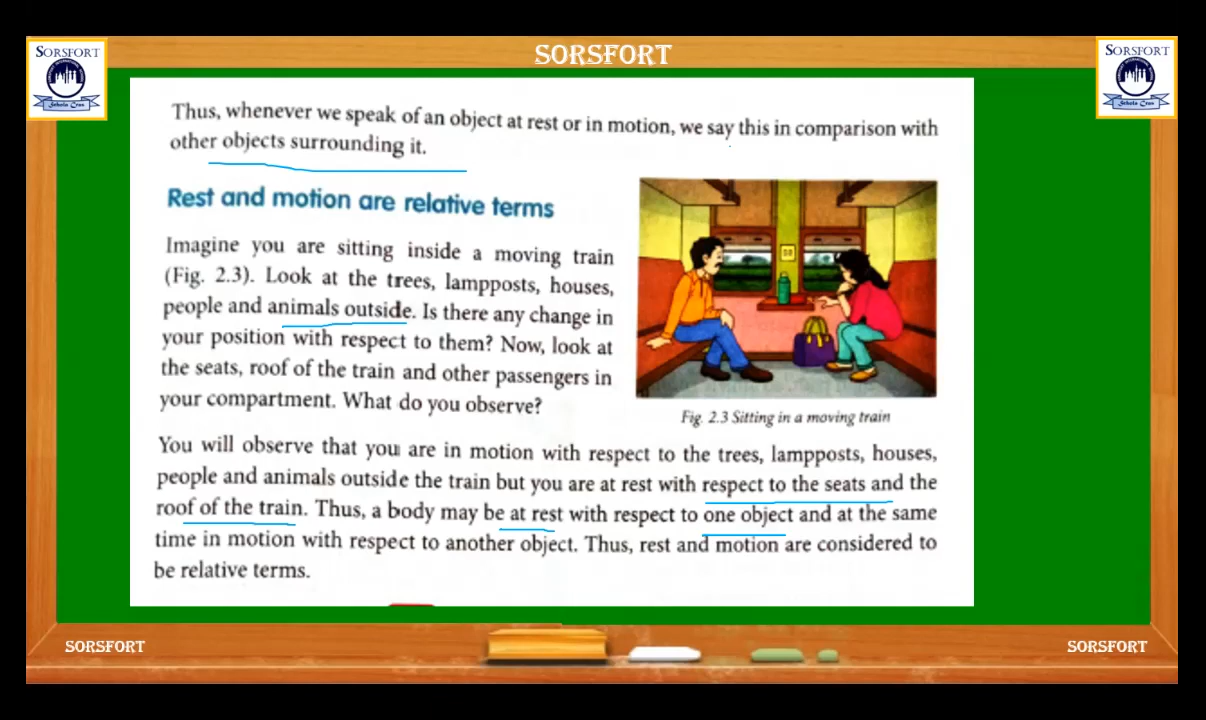 SORSFORT
SORSFORT
SORSFORT
Schola Crus
Schola Crus
Thus, whenever we speak of an object at rest or in motion, we say this in comparison with
other objects surrounding it.
Rest and motion are relative terms
Imagine you are sitting inside a moving train
(Fig. 2.3). Look at the trees, lampposts, houses,
people and animals outside. Is there any change in
your position with respect to them? Now, look at
the seats, roof of the train and other passengers in
your compartment. What do you observe?
Fig. 2.3 Sitting in a moving train
You will observe that you are in motion with respect to the trees, lampposts, houses,
people and animals outside the train but you are at rest with respect to the seats and the
roof of the train. Thus, a body may be at rest with respect to one object and at the same
time in motion with respect to another object. Thus, rest and motion are considered to
be relative terms.
SORSFORT
SORSFORT